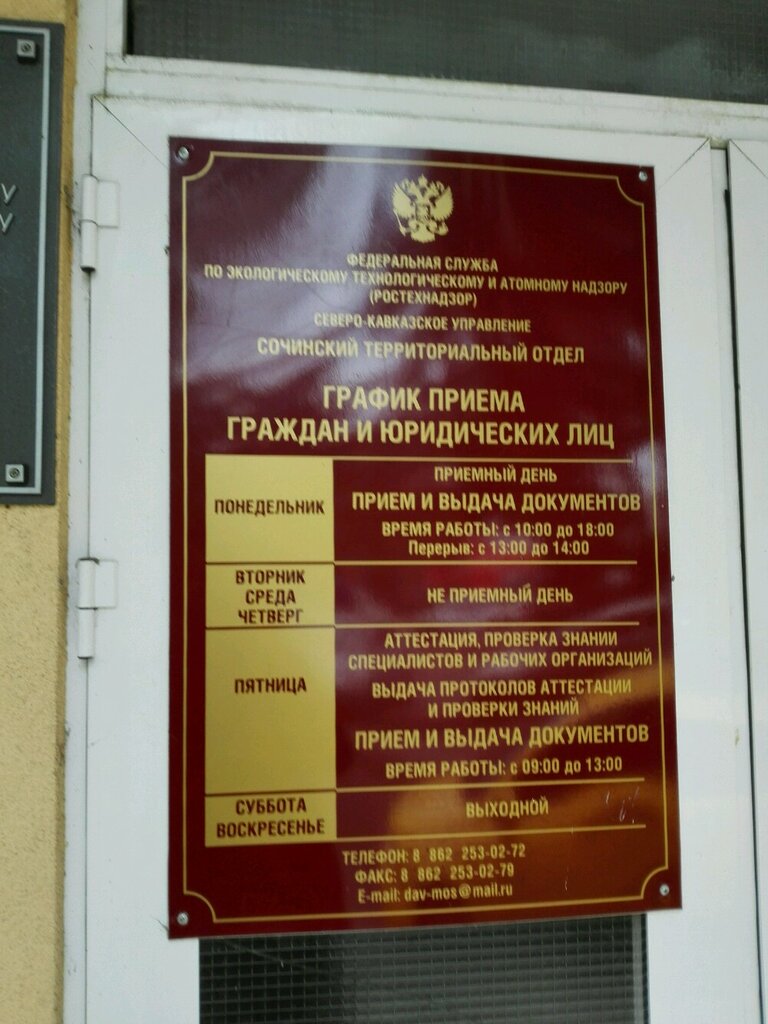 ФЕДЕРАЛЬНАЯ СЛУЖБА
ПО ЭКОЛОГИЧЕСКОМУ ТЕХНОЛОГИЧЕСКОМУ И АТОМНОМУ НАДЗОРУ
(РОСТЕХНАДЗОР)
СЕВЕРО-КАВКАЗСКОЕ УПРАВЛЕНИЕ
СОЧИНСКИЙ ТЕРРИТОРИАЛЬНЫЙ ОТДЕЛ
ГРАФИК ПРИЕМА
ГРАЖДАН И ЮРИДИЧЕСКИХ ЛИЦ
ПОНЕДЕЛЬНИК
ПРИЕМНЫЙ ДЕНЬ
ПРИЕМ И ВЫДАЧА ДОКУМЕНТОВ
ВРЕМЯ РАБОТЫ: с 10:00 до 18:00
Перерыв: с 13:00 до 14:00
ВТОРНИК
СРЕДА
ЧЕТВЕРГ
НЕ ПРИЕМНЫЙ ДЕНЬ
ПЯТНИЦА
АТТЕСТАЦИЯ, ПРОВЕРКА ЗНАНИИ
СПЕЦИАЛИСТОВ И РАБОЧИХ ОРГАНИЗАЦИЙ
ВЫДАЧА ПРОТОКОЛОВ АТТЕСТАЦИИ
И ПРОВЕРКИ ЗНАНИЙ
ПРИЕМ И ВЫДАЧА ДОКУМЕНТОВ
ВРЕМЯ РАБОТЫ: с 09:00 до 13:00
СУББОТА
ВОСКРЕСЕНЬЕ
ВЫХОДНОЙ
ТЕЛЕФОН: 8 862 253-02-72
ФАКС: 8 862 253-02-79
E-mail: dav-mos@mail.ru